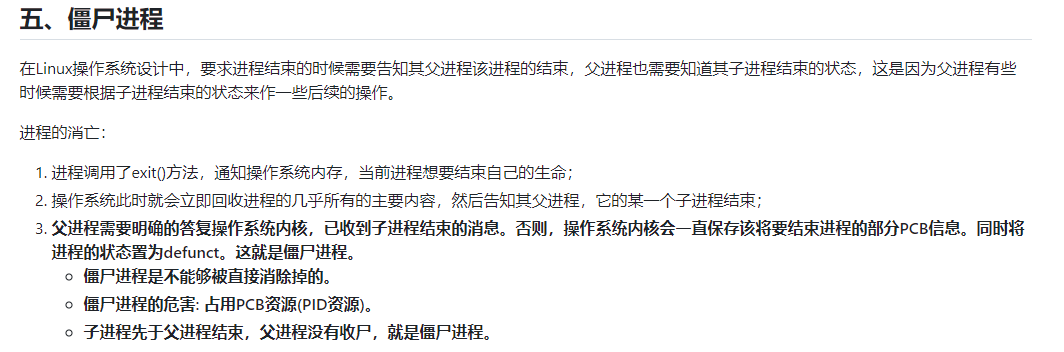 五、僵尸进程
在Linux操作系统设计中，要求进程结束的时候需要告知其父进程该进程的结束，父进程也需要知道其子进程结束的状态，这是因为父进程有些
时候需要根据子进程结束的状态来作一些后续的操作。
进程的消亡：
1. 进程调用了exit()方法，通知操作系统内存，当前进程想要结束自己的生命；
2. 操作系统此时就会立即回收进程的几乎所有的主要内容，然后告知其父进程，它的某一个子进程结束；
3. 父进程需要明确的答复操作系统内核，已收到子进程结束的消息。否则，操作系统内核会一直保存该将要结束进程的部分PCB信息。同时将
进程的状态置为defunct。这就是僵尸进程。
○ 僵尸进程是不能够被直接消除掉的。
○ 僵尸进程的危害: 占用PCB资源(PID资源)。
○ 子进程先于父进程结束，父进程没有收尸，就是僵尸进程。